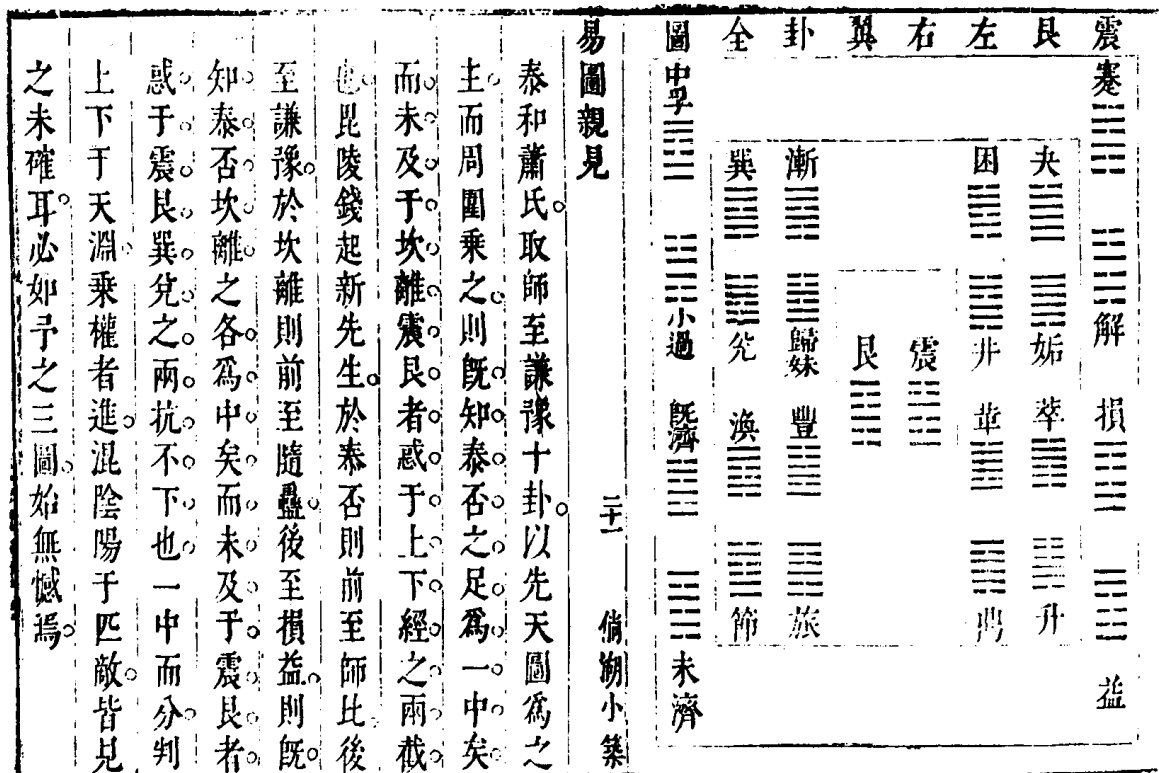 震艮左右翼卦全圖
蹇 解 損 益
夬 姤 萃 升
困 井 革 鼎
震
艮
漸 歸妹 豐 旅
巽 兌 渙 節
中孚 小過 既濟 未濟
易圖親見 二十一 倘湖小築
泰和蕭氏。取師至謙豫十卦。以先天圖爲之
主。而周圍乘之。則既知泰否之足爲一中矣。
而未及于坎離震艮者。惑于上下經之兩截
也。毘陵錢起新先生。於泰否則前至師比。後
至謙豫。於坎離則前至隨蠱。後至損益。則既
知泰否坎離之各爲中矣。而未及于震艮者。
惑于震艮巽兌之兩抗不下也。一中而分判
上下于天淵。乘權者進。混陰陽于匹敵。皆見
之未確耳。必如予之三圖。始無憾焉。